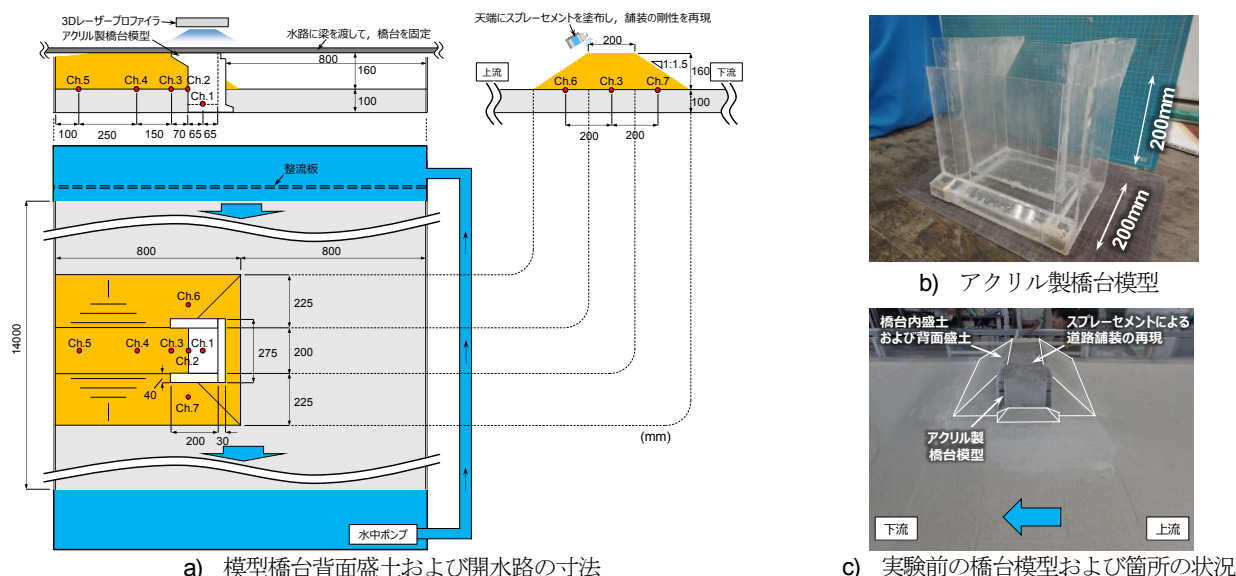 3Dレーザープロファイラ
アクリル製橋台模型
水路に梁を渡して，橋台を固定
800
160
100
Ch.5
Ch.4
Ch.3
Ch.2
Ch.1
100
250
150
70
65
65
天端にスプレーセメントを塗布し，舗装の剛性を再現
200
1:1.5
上流
下流
Ch.6
Ch.3
Ch.7
160
100
200
200
整流板
800
800
14000
Ch.6
Ch.5
Ch.4
Ch.3
Ch.1
Ch.2
Ch.7
40
200
30
275
225
200
225
(mm)
水中ポンプ
a) 模型橋台背面盛土および開水路の寸法
200mm
200mm
b) アクリル製橋台模型
橋台内盛土
および背面盛土
スプレーセメントによる
道路舗装の再現
アクリル製
橋台模型
下流
上流
c) 実験前の橋台模型および箇所の状況